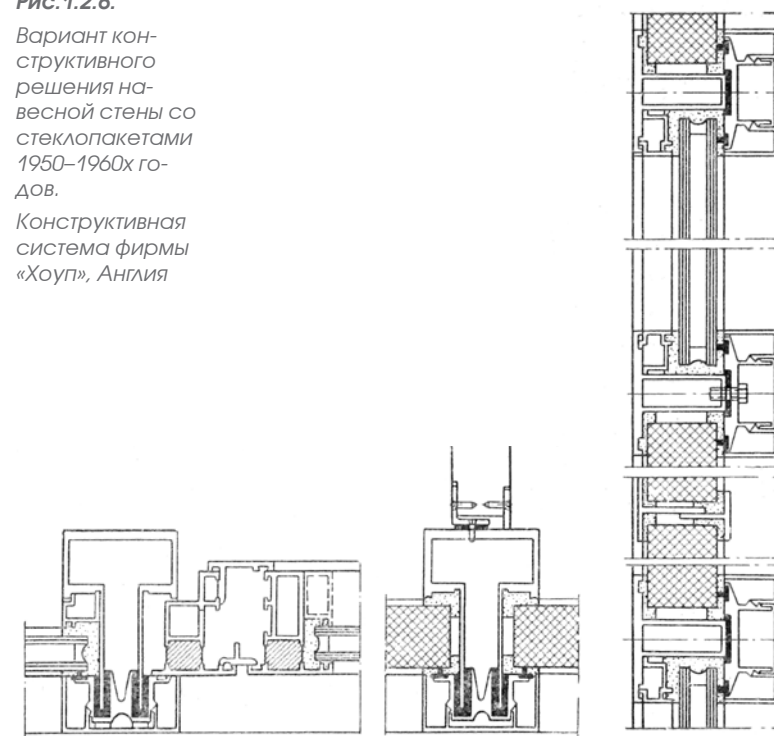 Рис.1.2.6.
Вариант кон-
структивного
решения на-
весной стены со
стеклопакетами
1950–1960х го-
дов.
Конструктивная
система фирмы
«Хоуп», Англия